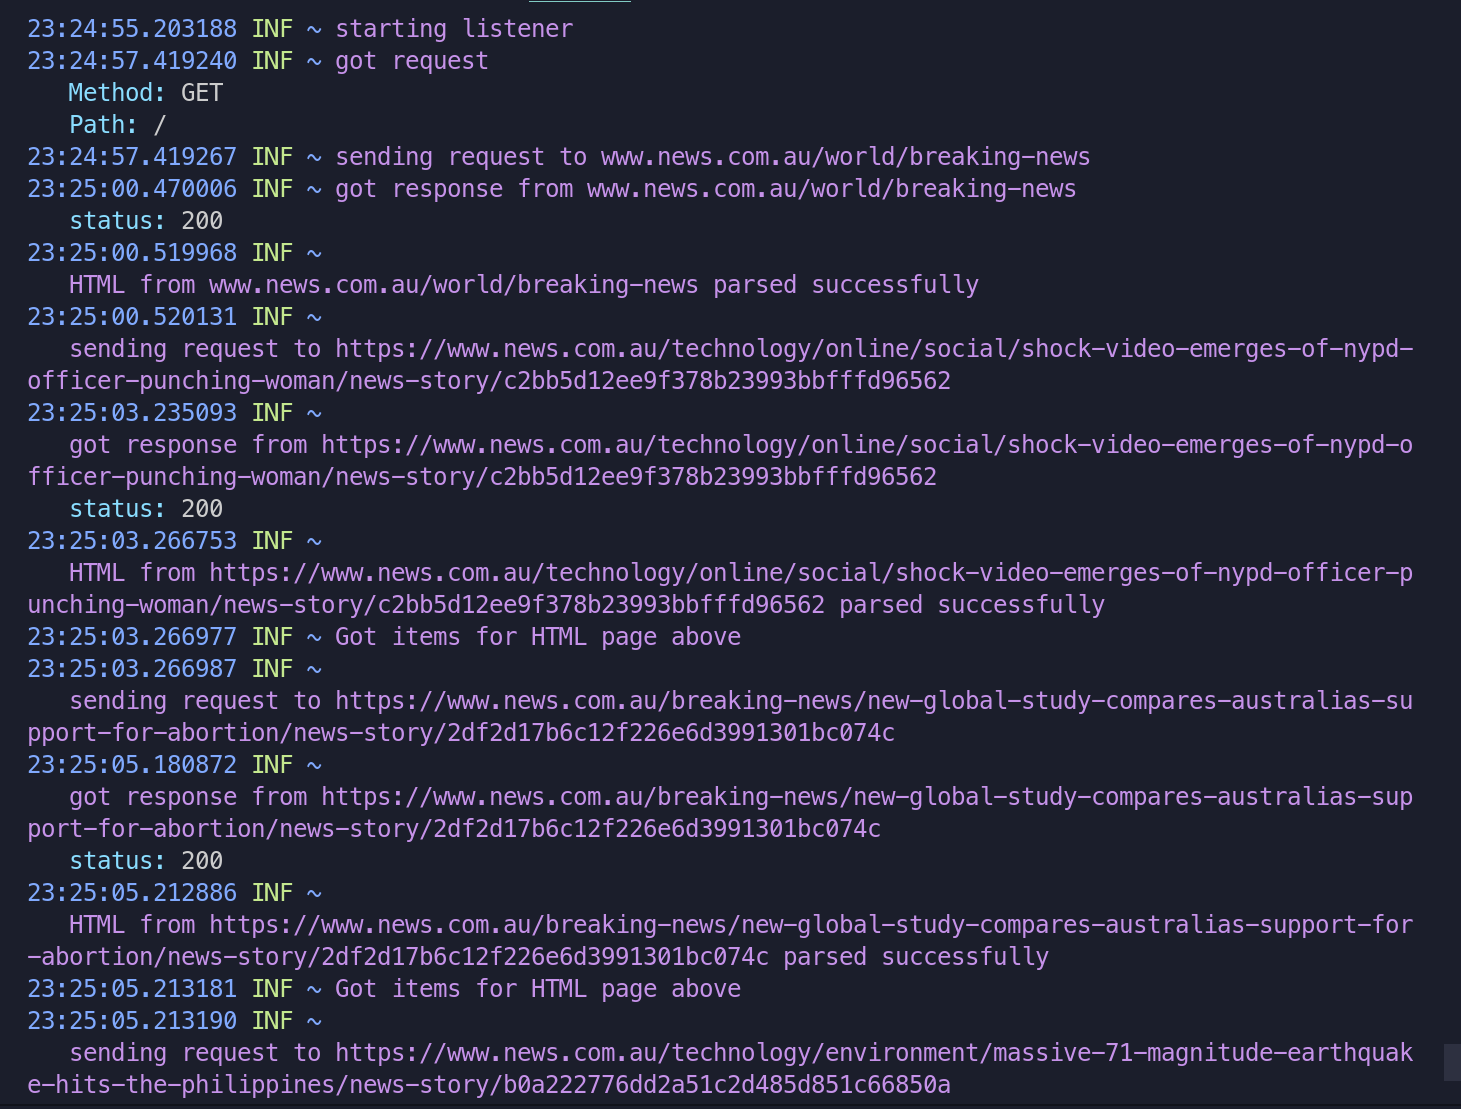 23:24:55.203188 INF ~ starting listener
23:24:57.419240 INF ~ got request
Method: GET
Path: /
23:24:57.419267 INF ~ sending request to www.news.com.au/world/breaking-news
23:25:00.470006 INF ~ got response from www.news.com.au/world/breaking-news
status: 200
23:25:00.519968 INF ~
HTML from www.news.com.au/world/breaking-news parsed successfully
23:25:00.520131 INF ~
sending request to https://www.news.com.au/technology/online/social/shock-video-emerges-of-nypd-
officer-punching-woman/news-story/c2bb5d12ee9f378b23993bbfffd96562
23:25:03.235093 INF ~
got response from https://www.news.com.au/technology/online/social/shock-video-emerges-of-nypd-o
fficer-punching-woman/news-story/c2bb5d12ee9f378b23993bbfffd96562
status: 200
23:25:03.266753 INF ~
HTML from https://www.news.com.au/technology/online/social/shock-video-emerges-of-nypd-officer-p
unching-woman/news-story/c2bb5d12ee9f378b23993bbfffd96562 parsed successfully
23:25:03.266977 INF ~ Got items for HTML page above
23:25:03.266987 INF ~
sending request to https://www.news.com.au/breaking-news/new-global-study-compares-australias-su
pport-for-abortion/news-story/2df2d17b6c12f226e6d3991301bc074c
23:25:05.180872 INF ~
got response from https://www.news.com.au/breaking-news/new-global-study-compares-australias-sup
port-for-abortion/news-story/2df2d17b6c12f226e6d3991301bc074c
status: 200
23:25:05.212886 INF ~
HTML from https://www.news.com.au/breaking-news/new-global-study-compares-australias-support-for
-abortion/news-story/2df2d17b6c12f226e6d3991301bc074c parsed successfully
23:25:05.213181 INF ~ Got items for HTML page above
23:25:05.213190 INF ~
sending request to https://www.news.com.au/technology/environment/massive-71-magnitude-earthquak
e-hits-the-philippines/news-story/b0a222776dd2a51c2d485d851c66850a